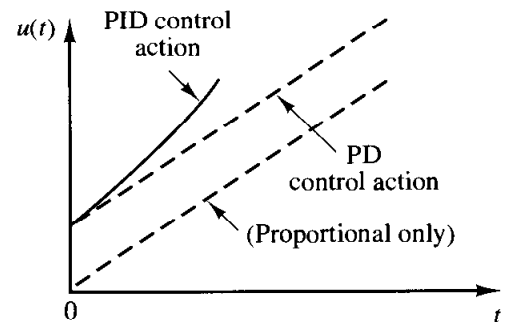 u(t)
PID control
action
PD
control action
(Proportional only)
0
t